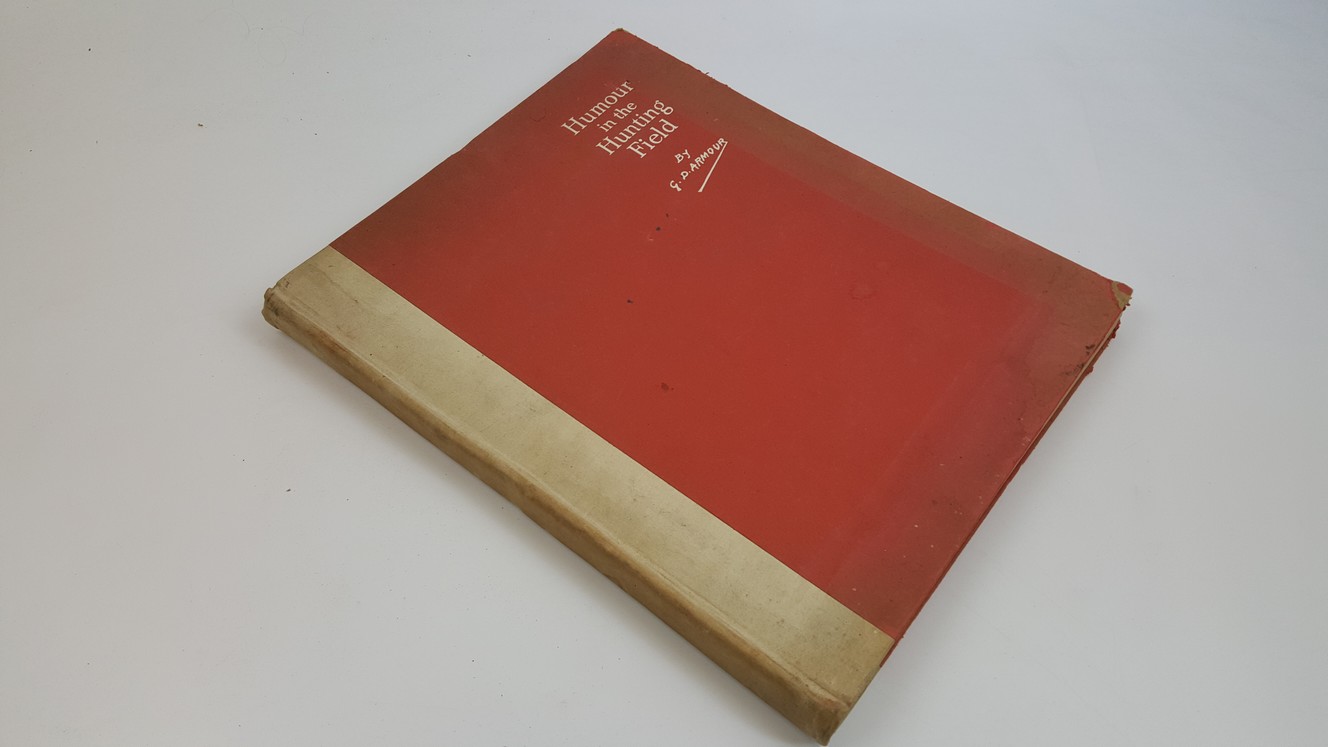 Humour
in the
Hunting
Field
By
G. D. ARMOUR